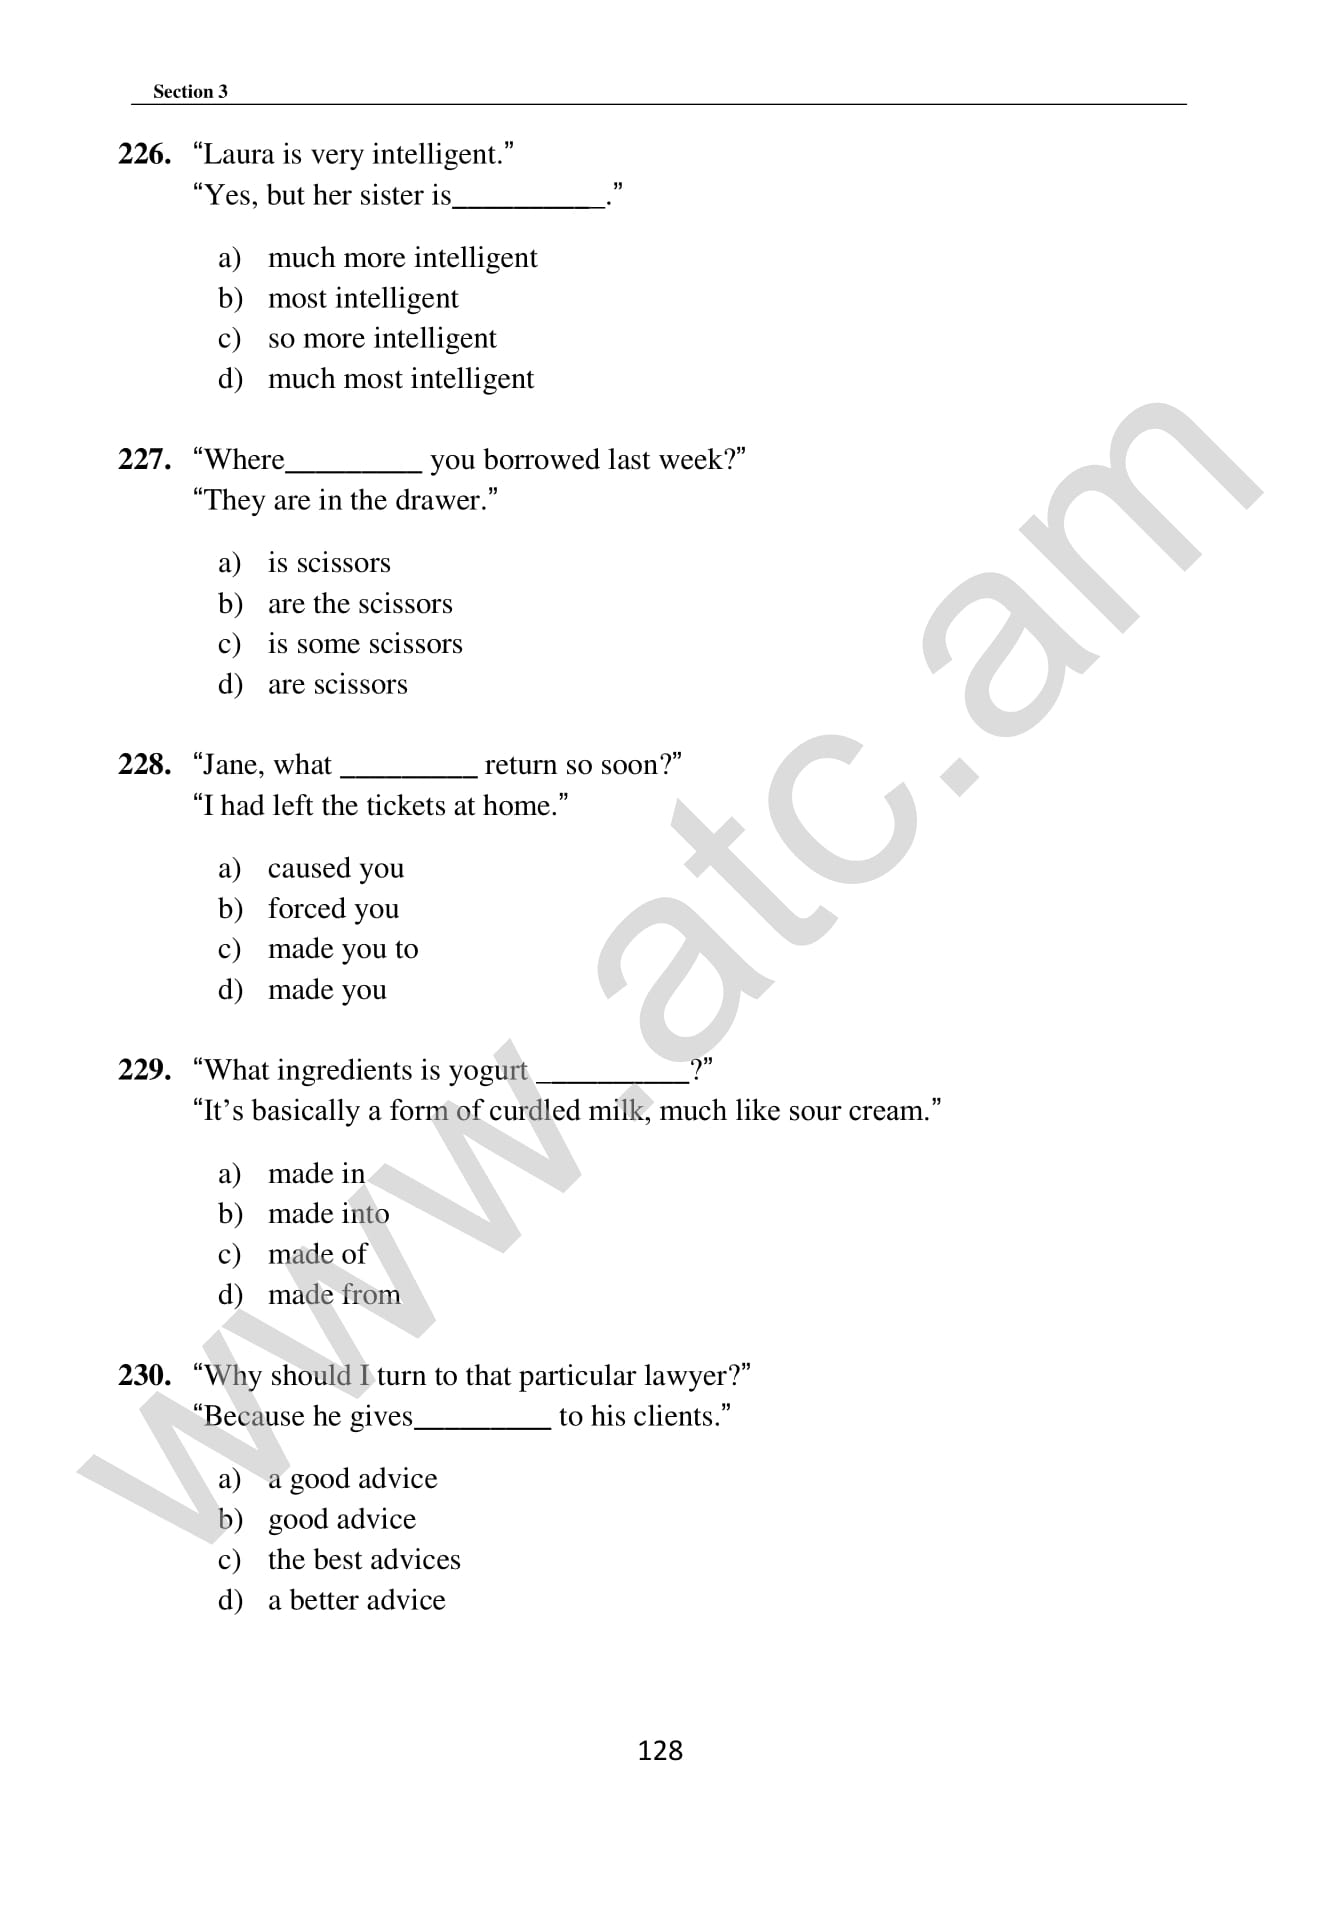 Section 3
226. “Laura is very intelligent.”
“Yes, but her sister is__________.”
a) much more intelligent
b) most intelligent
c) so more intelligent
d) much most intelligent
227. “Where_________ you borrowed last week?”
“They are in the drawer.”
a) is scissors
b) are the scissors
c) is some scissors
d) are scissors
228. “Jane, what _________ return so soon?”
“I had left the tickets at home.”
a) caused you
b) forced you
c) made you to
d) made you
229. “What ingredients is yogurt __________?”
“It’s basically a form of curdled milk, much like sour cream.”
a) made in
b) made into
c) made of
d) made from
230. “Why should I turn to that particular lawyer?”
“Because he gives_________ to his clients.”
a) a good advice
b) good advice
c) the best advices
d) a better advice
128
www.atc.am